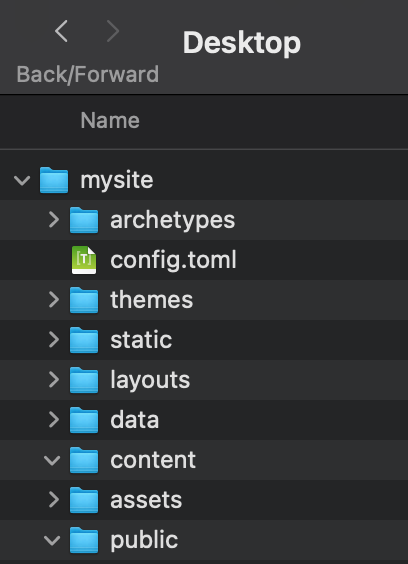 Desktop
Back/Forward
Name
mysite
archetypes
config.toml
themes
static
layouts
data
content
assets
public